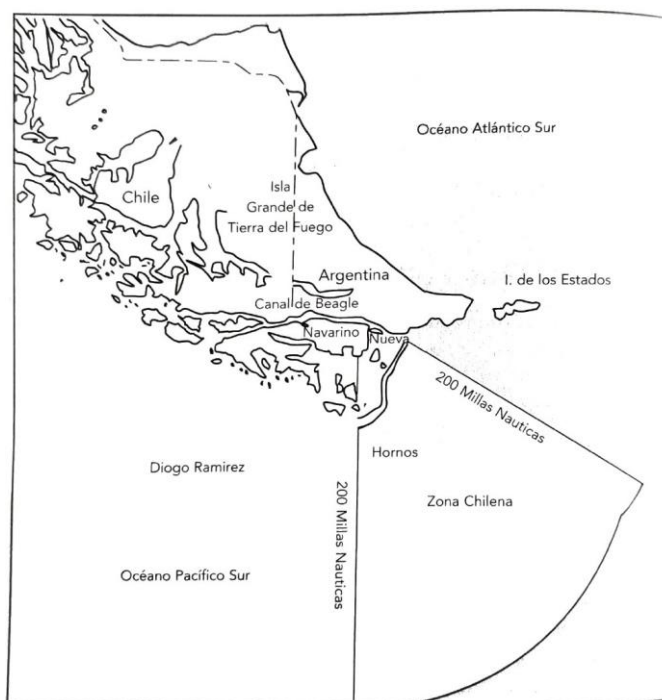 Océano Atlántico Sur
Chile
Isla
Grande de
Tierra del Fuego
Argentina
I. de los Estados
Canal de Beagle
Navarino
Nueva
200 Millas Nauticas
Hornos
Diogo Ramirez
200 Millas Nauticas
Zona Chilena
Océano Pacífico Sur